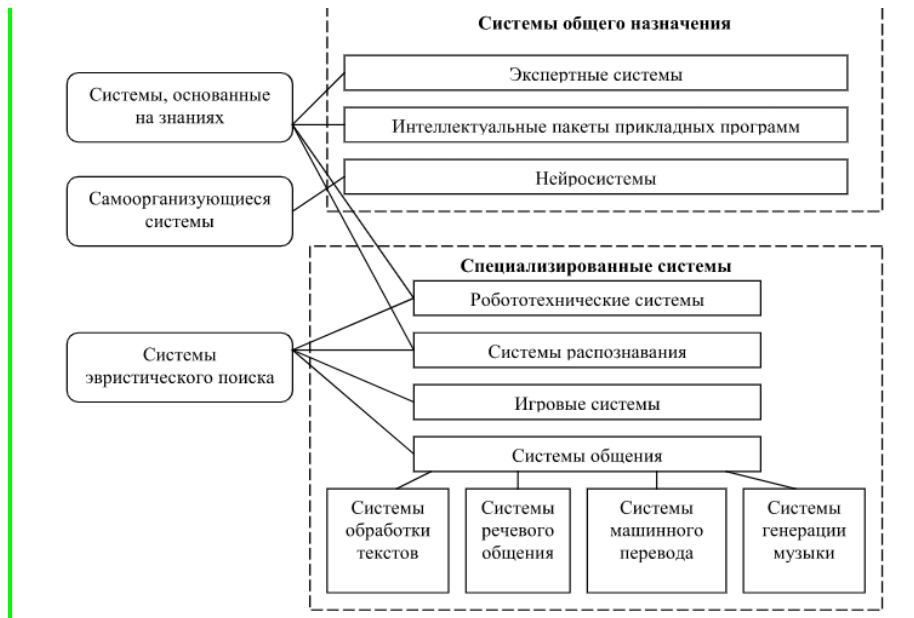 Системы общего назначения
Экспертные системы
Системы, основанные
на знаниях
Интеллектуальные пакеты прикладных программ
Нейросистемы
Самоорганизующиеся
системы
Специализированные системы
Робототехнические системы
Системы распознавания
Системы
эвристического поиска
Игровые системы
Системы общения
Системы
обработки
текстов
Системы
речевого
общения
Системы
машинного
перевода
Системы
генерации
музыки